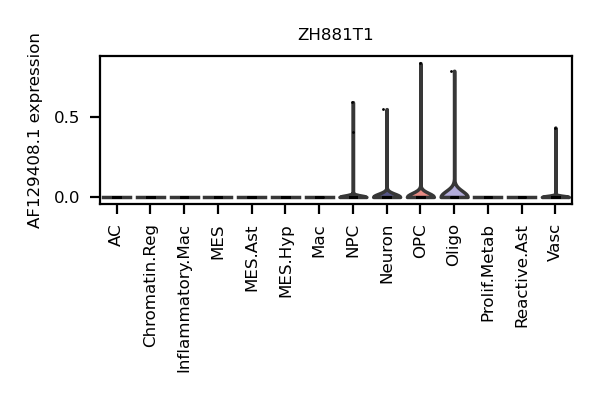 ZH881T1
AF129408.1 expression
0.5
0.0
AC
Chromatin.Reg
Inflammatory.Mac
MES
MES.Ast
MES.Hyp
Mac
NPC
Neuron
OPC
Oligo
Prolif.Metab
Reactive.Ast
Vasc